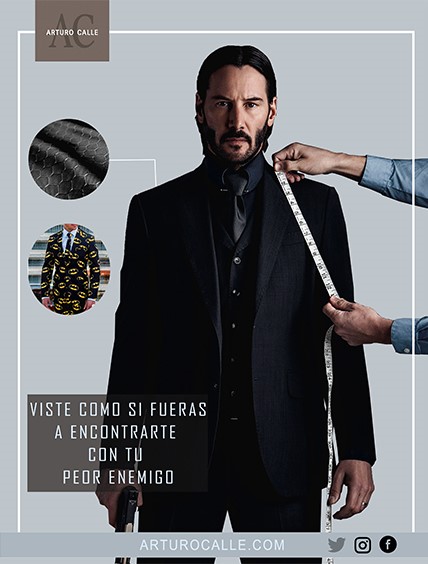 AC
ARTURO CALLE
VISTE COMO SI FUERAS
A ENCONTRARTE
CON TU
PEOR ENEMIGO
ARTUROCALLE.COM